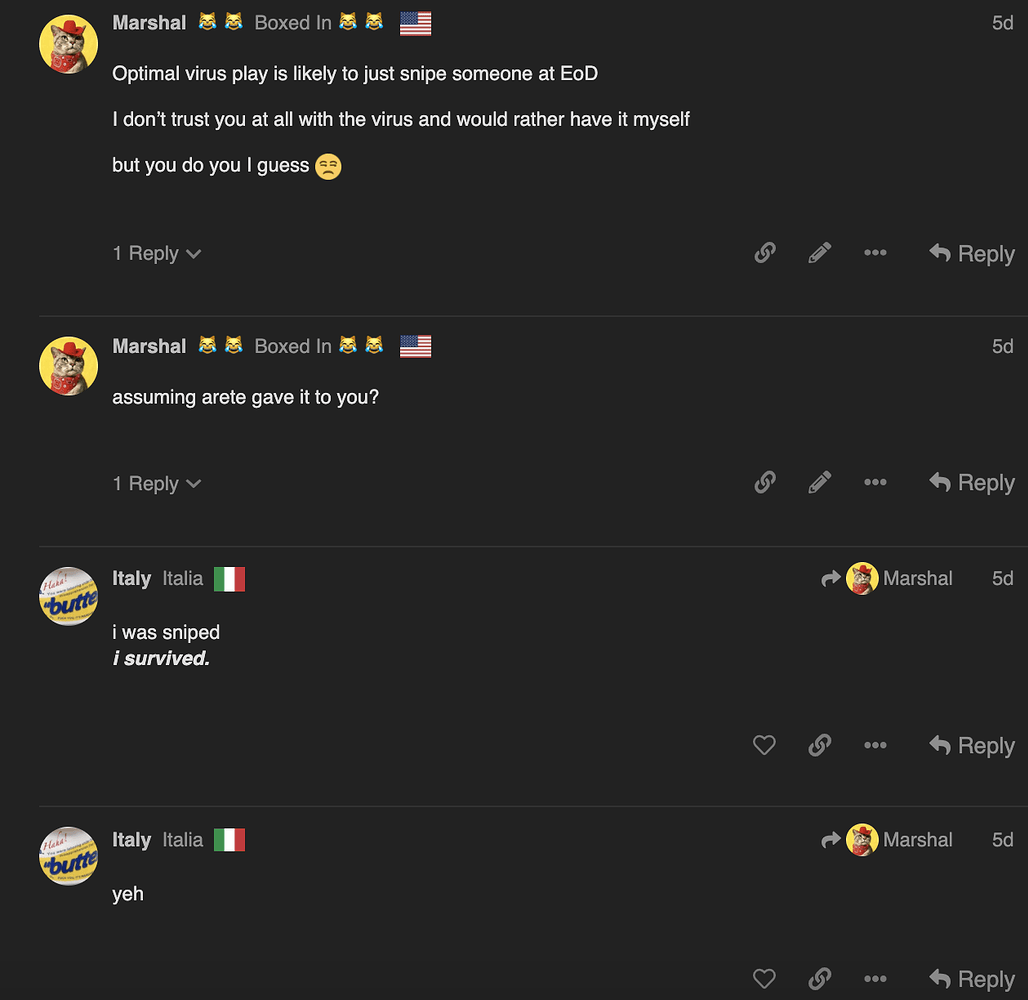 Marshal 😹 😹 Boxed In 😹 😹 🇺🇸 5d
Optimal virus play is likely to just snipe someone at EoD
I don’t trust you at all with the virus and would rather have it myself
but you do you I guess 😒
1 Reply
Reply
Marshal 😹 😹 Boxed In 😹 😹 🇺🇸 5d
assuming arete gave it to you?
1 Reply
Reply
Italy Italia 🇮🇹 Marshal 5d
i was sniped
i survived.
Reply
Italy Italia 🇮🇹 Marshal 5d
yeh
Reply